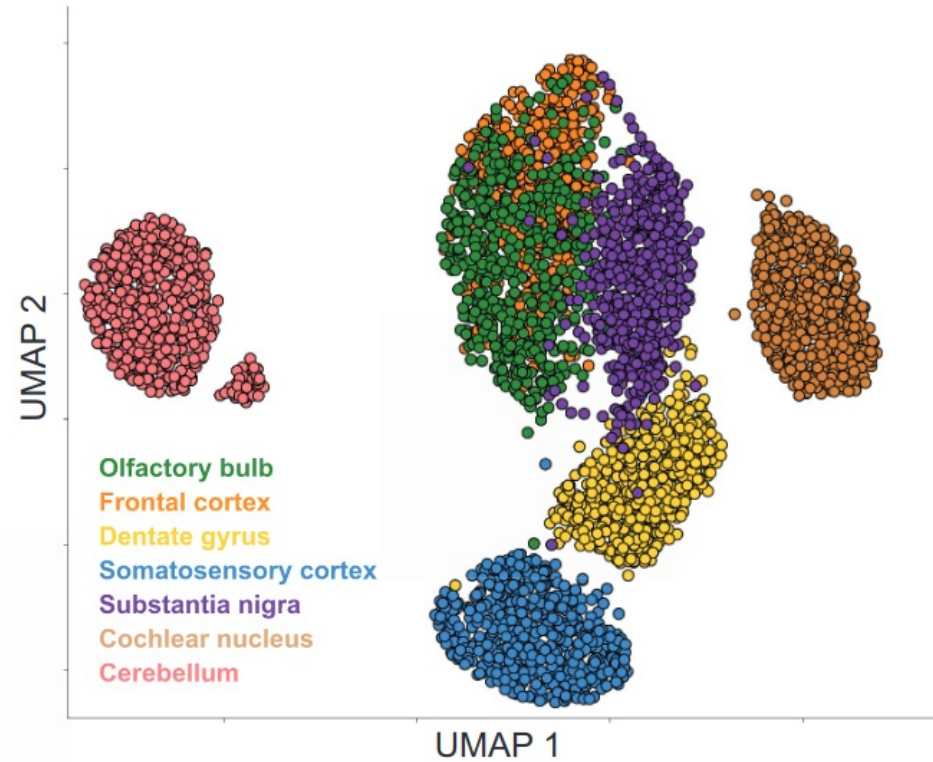 UMAP 2
Olfactory bulb
Frontal cortex
Dentate gyrus
Somatosensory cortex
Substantia nigra
Cochlear nucleus
Cerebellum
UMAP 1